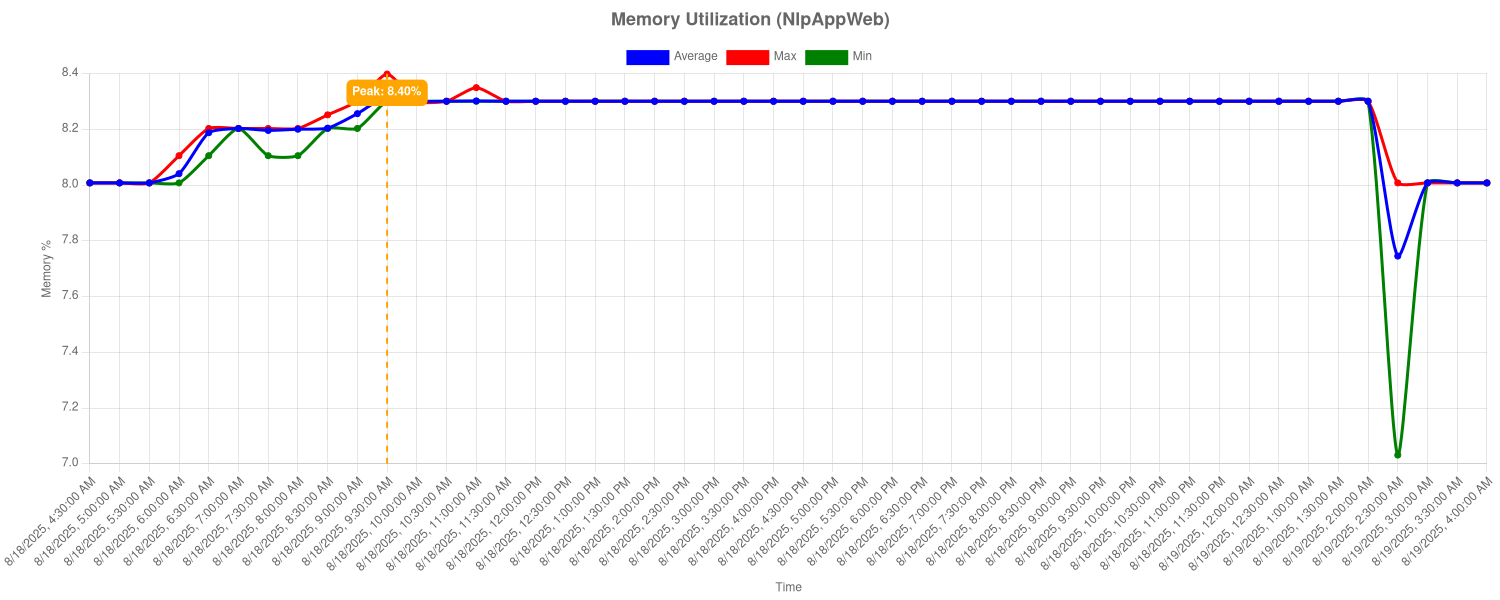 Memory Utilization (NlpAppWeb)
Average Max Min
8.4
Peak: 8.40%
8.2
8.0
7.8
Memory %
7.6
7.4
7.2
7.0
8/18/2025, 4:30:00 AM
8/18/2025, 5:00:00 AM
8/18/2025, 5:30:00 AM
8/18/2025, 6:00:00 AM
8/18/2025, 6:30:00 AM
8/18/2025, 7:00:00 AM
8/18/2025, 7:30:00 AM
8/18/2025, 8:00:00 AM
8/18/2025, 8:30:00 AM
8/18/2025, 9:00:00 AM
8/18/2025, 9:30:00 AM
8/18/2025, 10:00:00 AM
8/18/2025, 10:30:00 AM
8/18/2025, 11:00:00 AM
8/18/2025, 11:30:00 AM
8/18/2025, 12:00:00 PM
8/18/2025, 12:30:00 PM
8/18/2025, 1:00:00 PM
8/18/2025, 1:30:00 PM
8/18/2025, 2:00:00 PM
8/18/2025, 2:30:00 PM
8/18/2025, 3:00:00 PM
8/18/2025, 3:30:00 PM
8/18/2025, 4:00:00 PM
8/18/2025, 4:30:00 PM
8/18/2025, 5:00:00 PM
8/18/2025, 5:30:00 PM
8/18/2025, 6:00:00 PM
8/18/2025, 6:30:00 PM
8/18/2025, 7:00:00 PM
8/18/2025, 7:30:00 PM
8/18/2025, 8:00:00 PM
8/18/2025, 8:30:00 PM
8/18/2025, 9:00:00 PM
8/18/2025, 9:30:00 PM
8/18/2025, 10:00:00 PM
8/18/2025, 10:30:00 PM
8/18/2025, 11:00:00 PM
8/18/2025, 11:30:00 PM
8/19/2025, 12:00:00 AM
8/19/2025, 12:30:00 AM
8/19/2025, 1:00:00 AM
8/19/2025, 1:30:00 AM
8/19/2025, 2:00:00 AM
8/19/2025, 2:30:00 AM
8/19/2025, 3:00:00 AM
8/19/2025, 3:30:00 AM
8/19/2025, 4:00:00 AM
Time